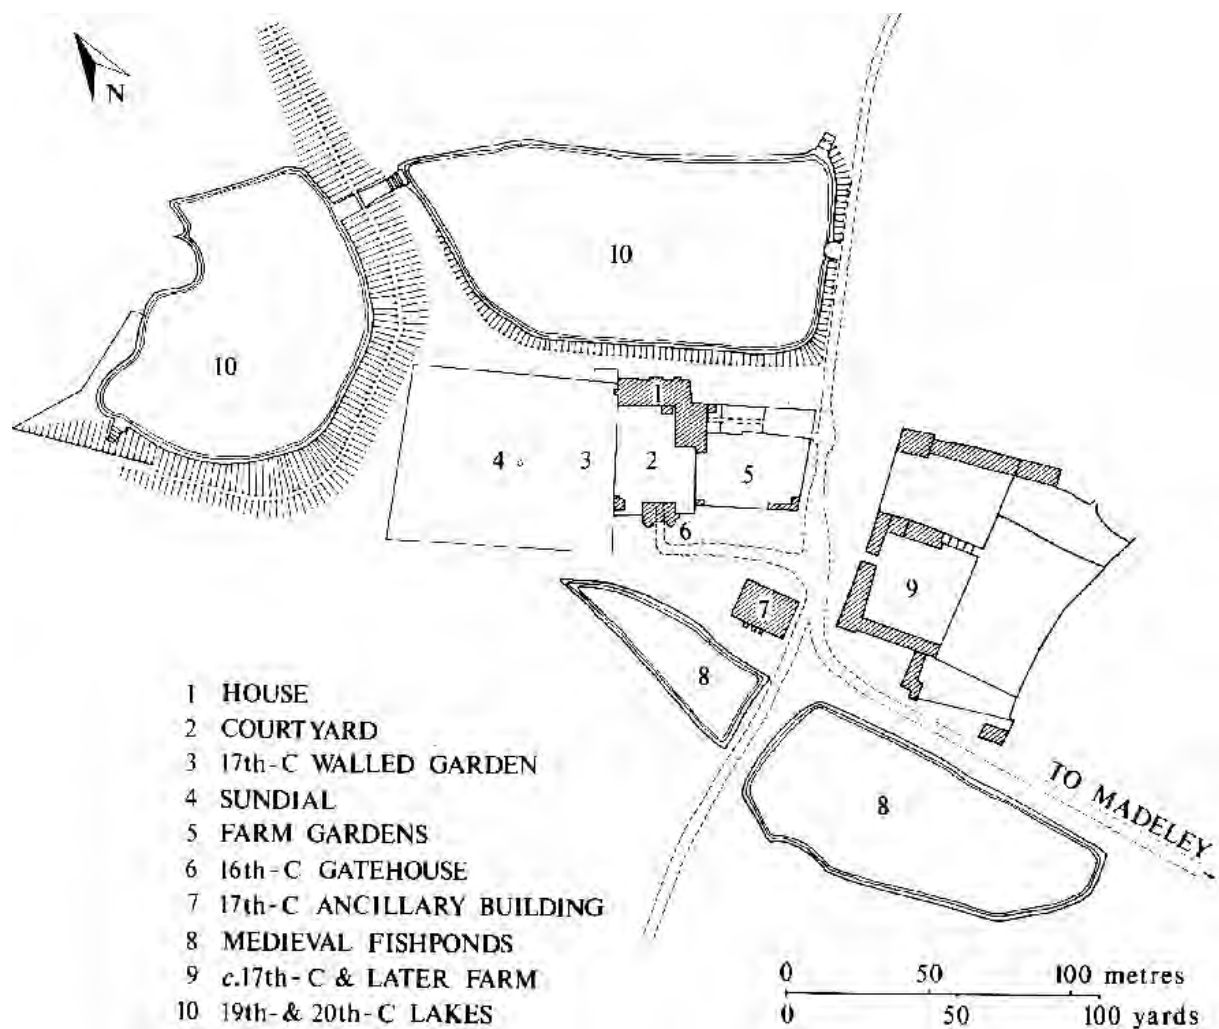 N
10
10
1
4
3
2
5
6
7
9
8
8
TO MADELEY
1 HOUSE
2 COURTYARD
3 17th-C WALLED GARDEN
4 SUNDIAL
5 FARM GARDENS
6 16th-C GATEHOUSE
7 17th-C ANCILLARY BUILDING
8 MEDIEVAL FISHPONDS
9 c.17th-C & LATER FARM
10 19th-& 20th-C LAKES
0 50 100 metres
0 50 100 yards